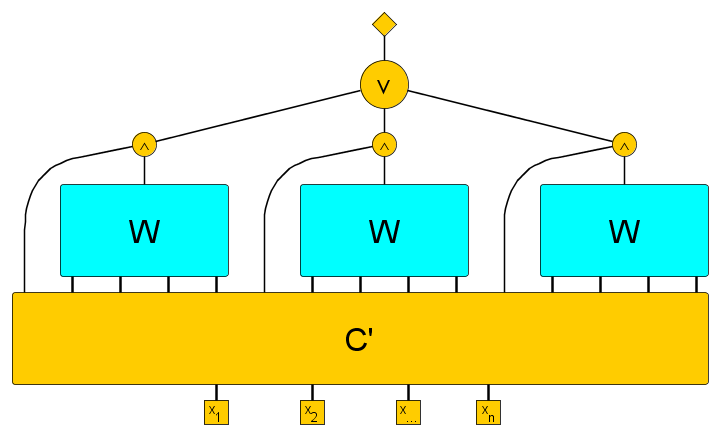 ∨
∧ ∧ ∧
W W W
C'
x₁ x₂ x... xₙ